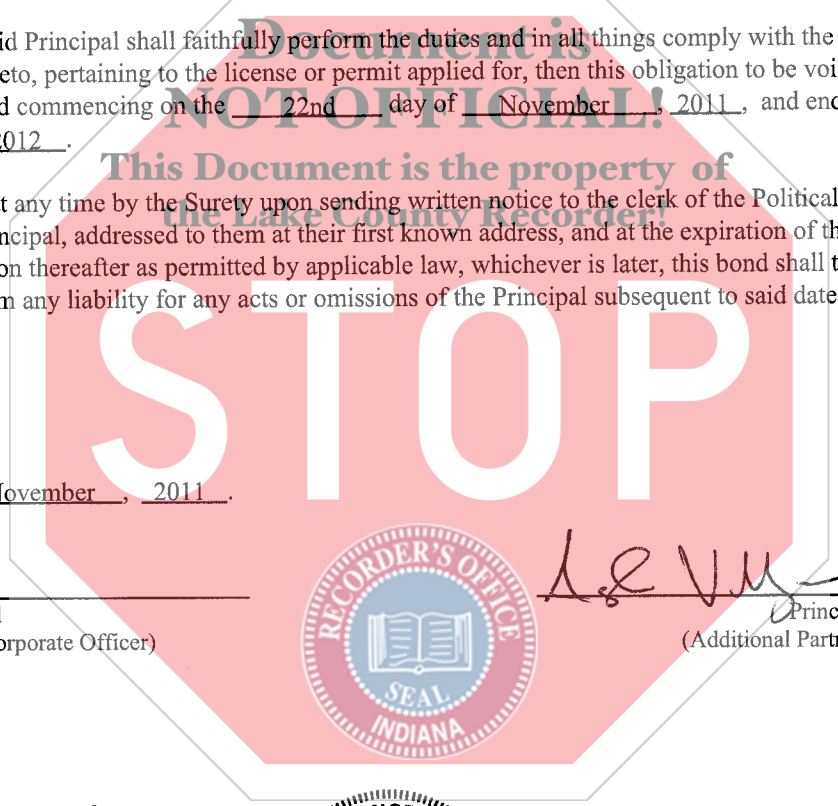 Document is
id Principal shall faithfully perform the duties and in all things comply with the
eto, pertaining to the license or permit applied for, then this obligation to be voi
NOT OFFICIAL!
d commencing on the 22nd day of November , 2011 , and enc
2012 .
This Document is the property of
t any time by the Surety upon sending written notice to the clerk of the Political
the Lake County Recorder!
ncipal, addressed to them at their first known address, and at the expiration of th
on thereafter as permitted by applicable law, whichever is later, this bond shall t
m any liability for any acts or omissions of the Principal subsequent to said date
STOP
November , 2011 .
RECORDER'S OFFICE
Princ
orporate Officer)
(Additional Partn
SEAL
INDIANA